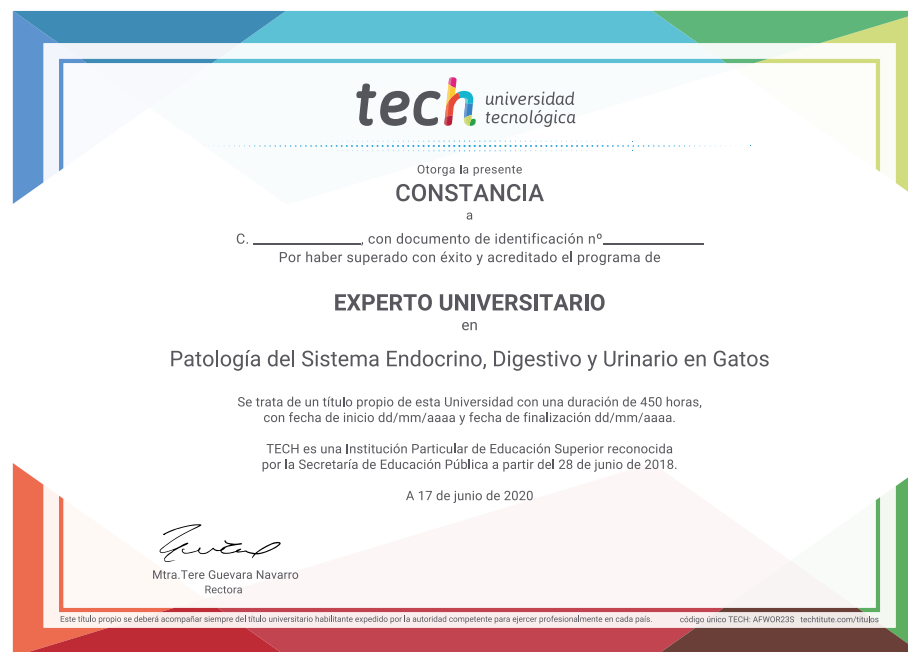 tech universidad
tecnológica
Otorga la presente
CONSTANCIA
a
C. ____________, con documento de identificación nº____________
Por haber superado con éxito y acreditado el programa de
EXPERTO UNIVERSITARIO
en
Patología del Sistema Endocrino, Digestivo y Urinario en Gatos
Se trata de un título propio de esta Universidad con una duración de 450 horas,
con fecha de inicio dd/mm/aaaa y fecha de finalización dd/mm/aaaa.
TECH es una Institución Particular de Educación Superior reconocida
por la Secretaría de Educación Pública a partir del 28 de junio de 2018.
A 17 de junio de 2020
Mtra.Tere Guevara Navarro
Rectora
Este título propio se deberá acompañar siempre del título universitario habilitante expedido por la autoridad competente para ejercer profesionalmente en cada país. código único TECH: AFWOR23S techtitute.com/titulos